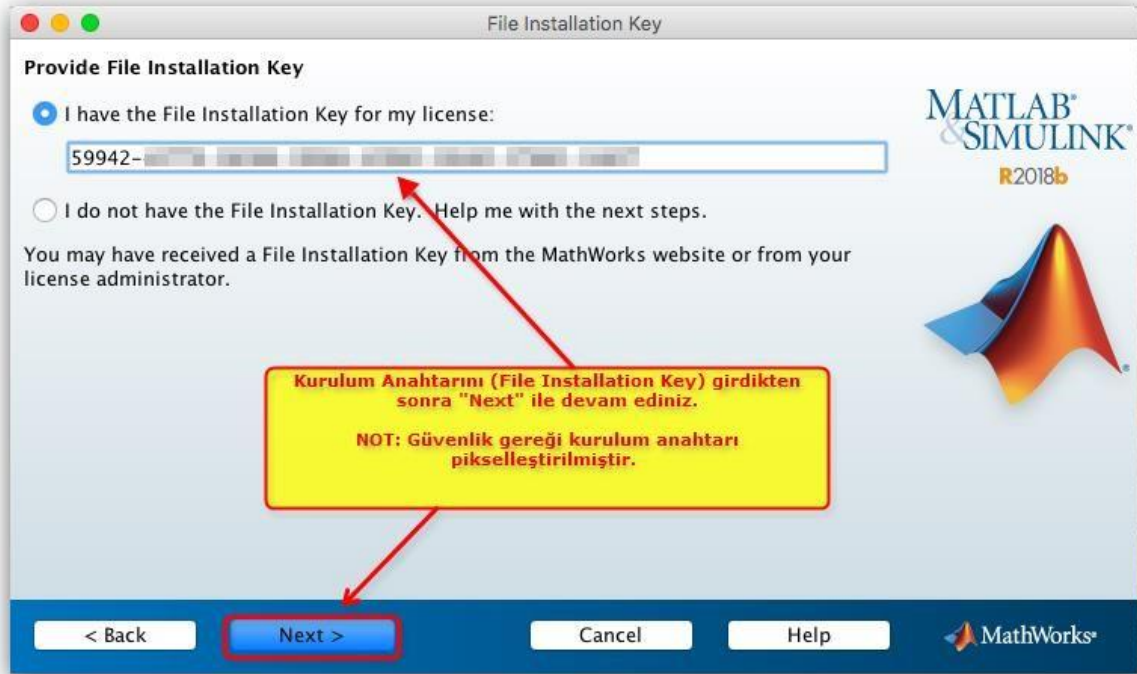 File Installation Key
Provide File Installation Key
I have the File Installation Key for my license:
59942-
I do not have the File Installation Key. Help me with the next steps.
You may have received a File Installation Key from the MathWorks website or from your
license administrator.
MATLAB®
&SIMULINK®
R2018b
Kurulum Anahtarını (File Installation Key) girdikten
sonra "Next" ile devam ediniz.
NOT: Güvenlik gereği kurulum anahtarı
pikselleştirilmiştir.
< Back
Next >
Cancel
Help
MathWorks®